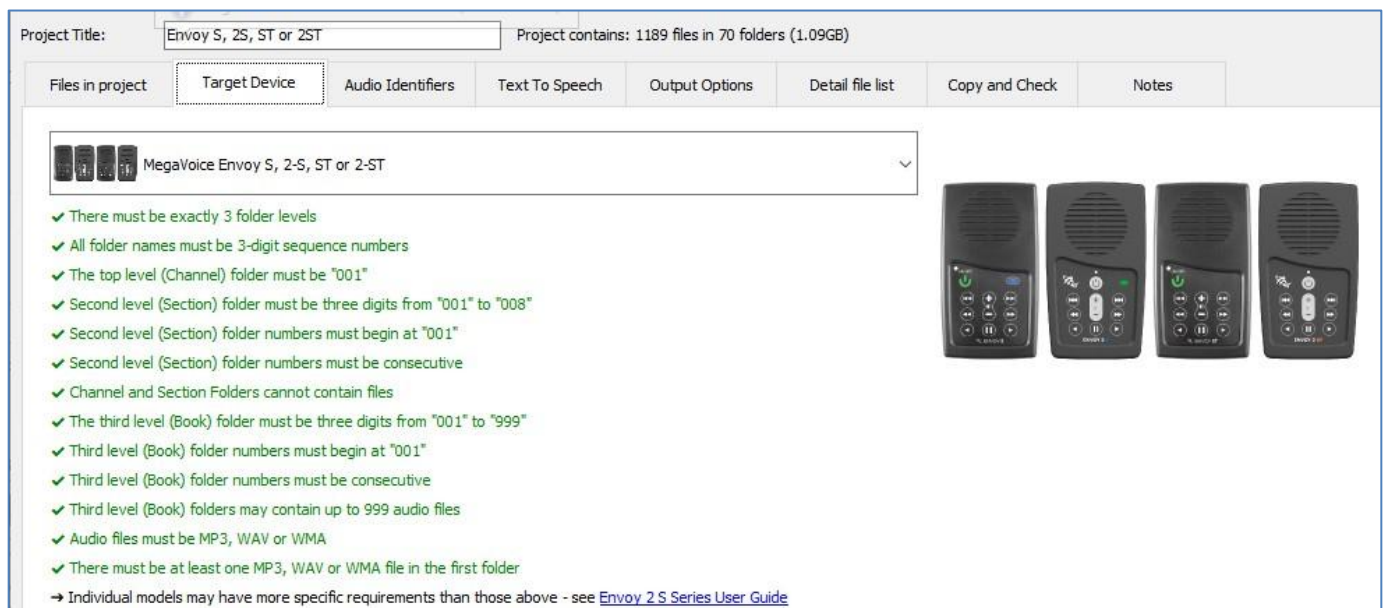 Project Title: Envoy S, 2S, ST or 2ST Project contains: 1189 files in 70 folders (1.09GB)
Files in project Target Device Audio Identifiers Text To Speech Output Options Detail file list Copy and Check Notes
MegaVoice Envoy S, 2-S, ST or 2-ST
✔ There must be exactly 3 folder levels
✔ All folder names must be 3-digit sequence numbers
✔ The top level (Channel) folder must be "001"
✔ Second level (Section) folder must be three digits from "001" to "008"
✔ Second level (Section) folder numbers must begin at "001"
✔ Second level (Section) folder numbers must be consecutive
✔ Channel and Section Folders cannot contain files
✔ The third level (Book) folder must be three digits from "001" to "999"
✔ Third level (Book) folder numbers must begin at "001"
✔ Third level (Book) folder numbers must be consecutive
✔ Third level (Book) folders may contain up to 999 audio files
✔ Audio files must be MP3, WAV or WMA
✔ There must be at least one MP3, WAV or WMA file in the first folder
➔ Individual models may have more specific requirements than those above - see Envoy 2 S Series User Guide